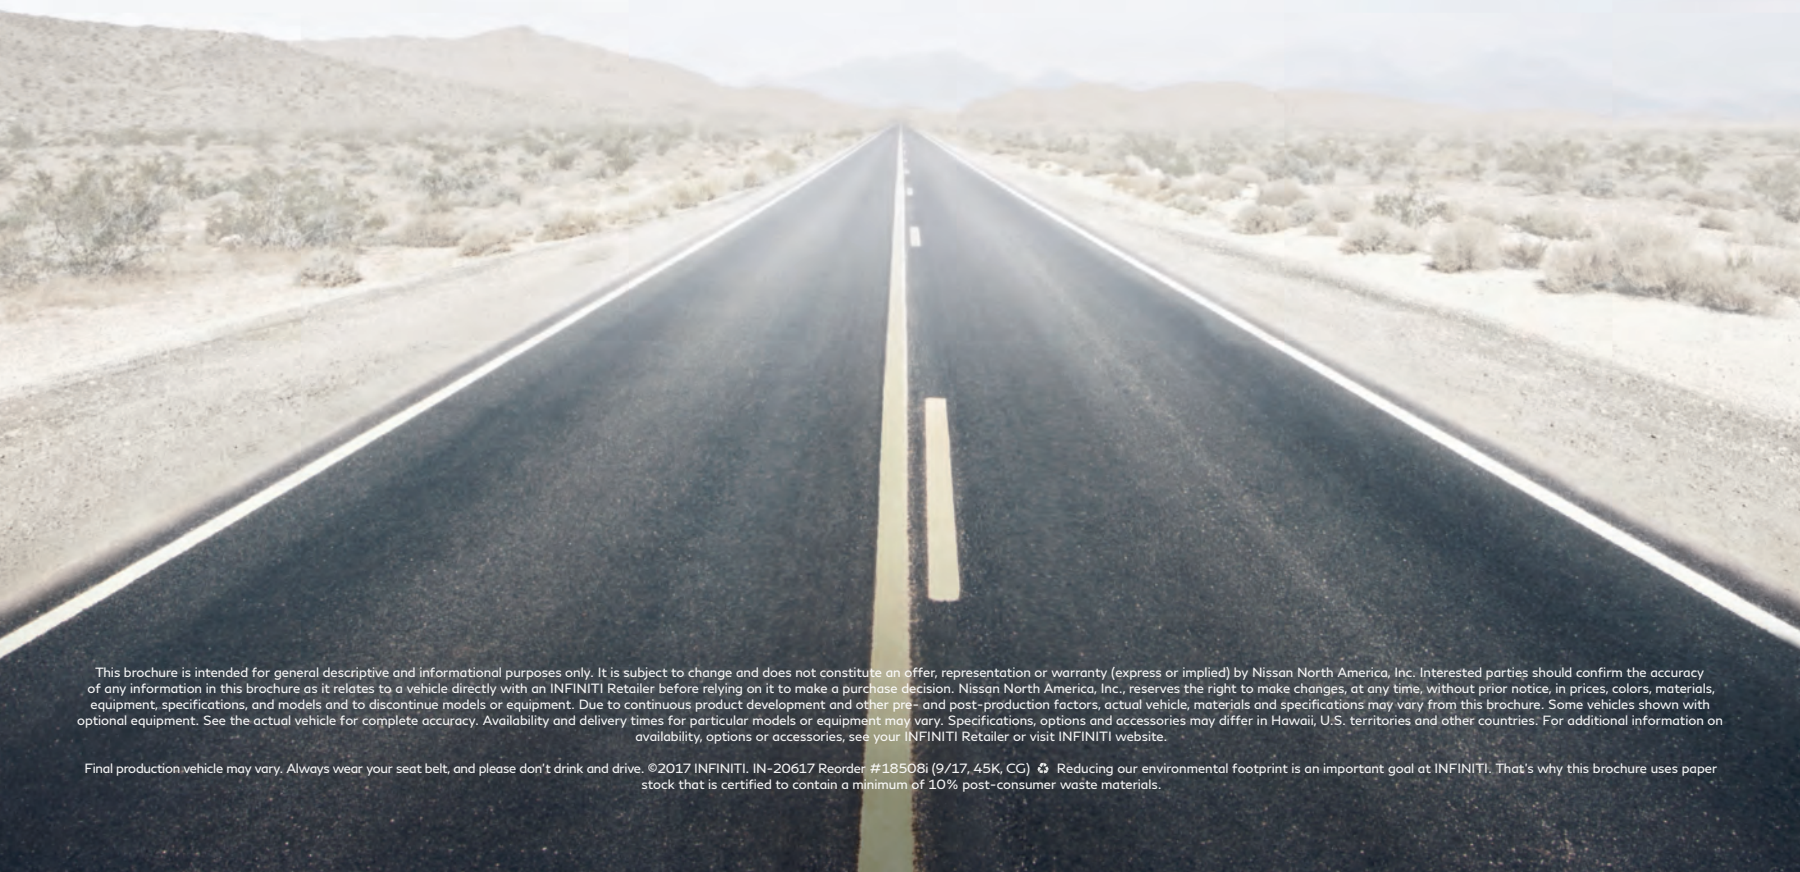 This brochure is intended for general descriptive and informational purposes only. It is subject to change and does not constitute an offer, representation or warranty (express or implied) by Nissan North America, Inc. Interested parties should confirm the accuracy
of any information in this brochure as it relates to a vehicle directly with an INFINITI Retailer before relying on it to make a purchase decision. Nissan North America, Inc., reserves the right to make changes, at any time, without prior notice, in prices, colors, materials,
equipment, specifications, and models and to discontinue models or equipment. Due to continuous product development and other pre- and post-production factors, actual vehicle, materials and specifications may vary from this brochure. Some vehicles shown with
optional equipment. See the actual vehicle for complete accuracy. Availability and delivery times for particular models or equipment may vary. Specifications, options and accessories may differ in Hawaii, U.S. territories and other countries. For additional information on
availability, options or accessories, see your INFINITI Retailer or visit INFINITI website.
Final production vehicle may vary. Always wear your seat belt, and please don't drink and drive. ©2017 INFINITI. IN-20617 Reorder #18508i (9/17, 45K, CG) ♻ Reducing our environmental footprint is an important goal at INFINITI. That's why this brochure uses paper
stock that is certified to contain a minimum of 10% post-consumer waste materials.